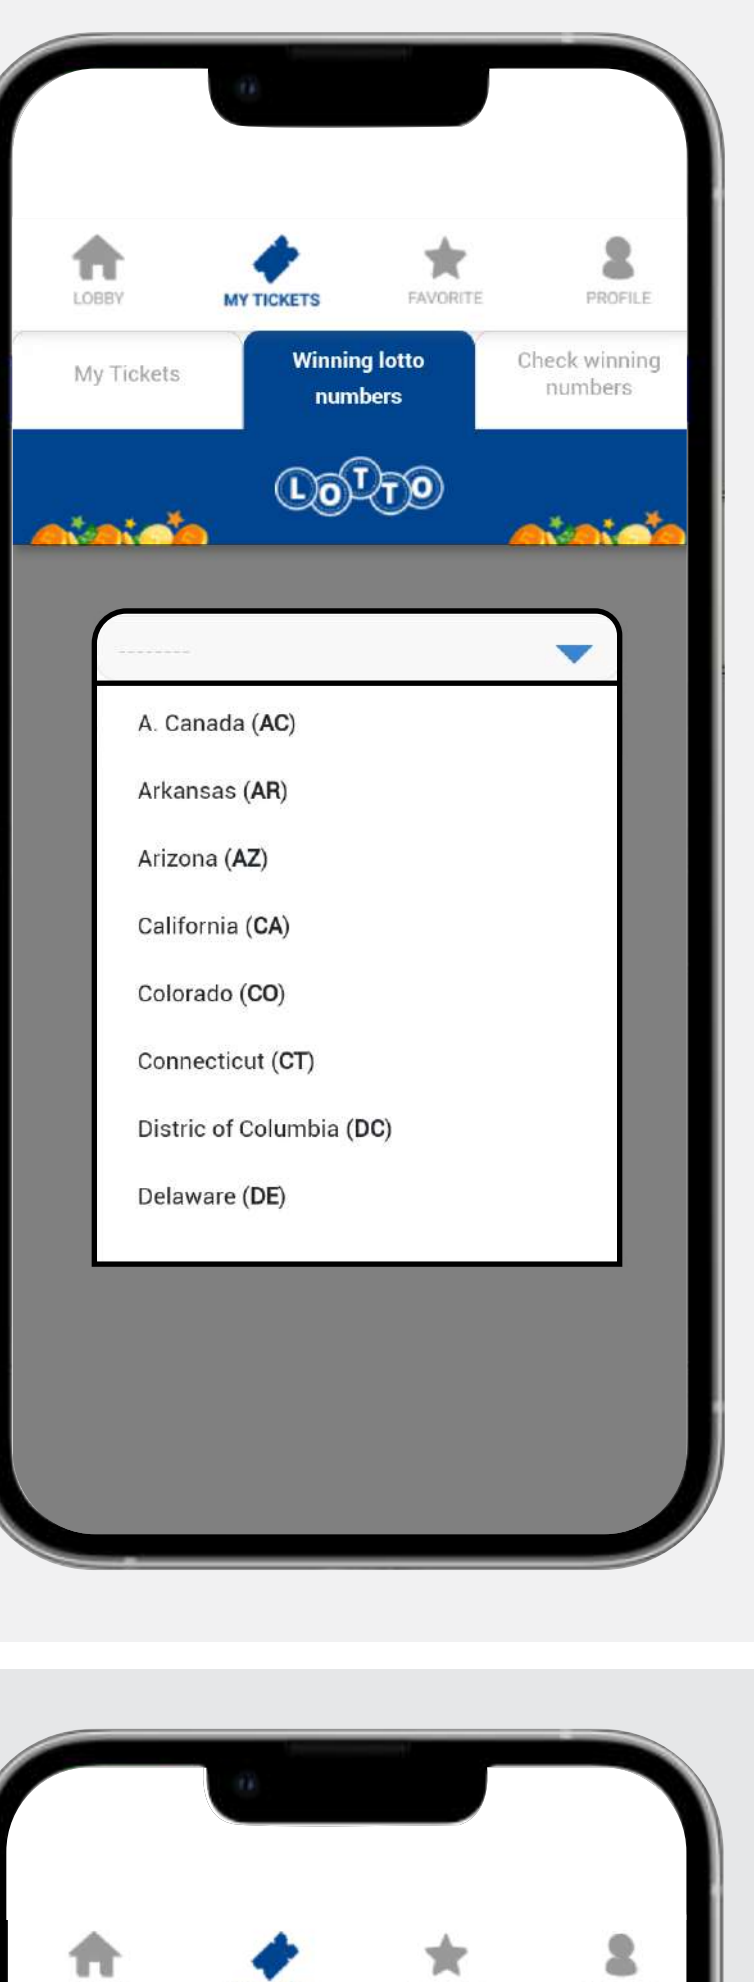 LOBBY
MY TICKETS
FAVORITE
PROFILE
My Tickets
Winning lotto
numbers
Check winning
numbers
LOTTO
--------
A. Canada (AC)
Arkansas (AR)
Arizona (AZ)
California (CA)
Colorado (CO)
Connecticut (CT)
Distric of Columbia (DC)
Delaware (DE)